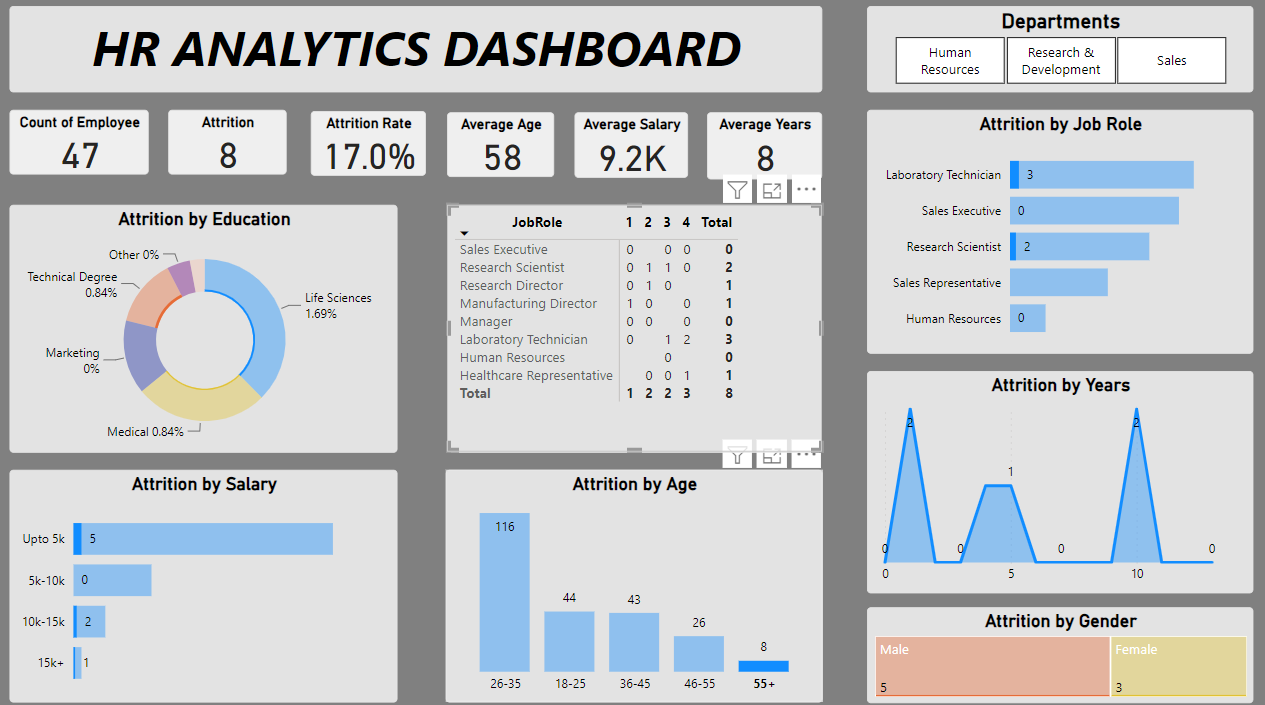 HR ANALYTICS DASHBOARD
Departments
Human
Resources
Research &
Development
Sales
Count of Employee
47
Attrition
8
Attrition Rate
17.0%
Average Age
58
Average Salary
9.2K
Average Years
8
Attrition by Education
Other 0%
Technical Degree
0.84%
Life Sciences
1.69%
Marketing
0%
Medical 0.84%
JobRole 1 2 3 4 Total
Sales Executive 0 0 0 0
Research Scientist 0 1 1 0 2
Research Director 0 1 0 1
Manufacturing Director 1 0 0 1
Manager 0 0 0 0
Laboratory Technician 0 1 2 3
Human Resources 0 0
Healthcare Representative 0 0 1 1
Total 1 2 2 3 8
Attrition by Job Role
Laboratory Technician 3
Sales Executive 0
Research Scientist 2
Sales Representative
Human Resources 0
Attrition by Years
2 2
1
0 0 0 0
0 5 10
Attrition by Salary
Upto 5k 5
5k-10k 0
10k-15k 2
15k+ 1
Attrition by Age
116
44
43
26
8
26-35 18-25 36-45 46-55 55+
Attrition by Gender
Male Female
5 3